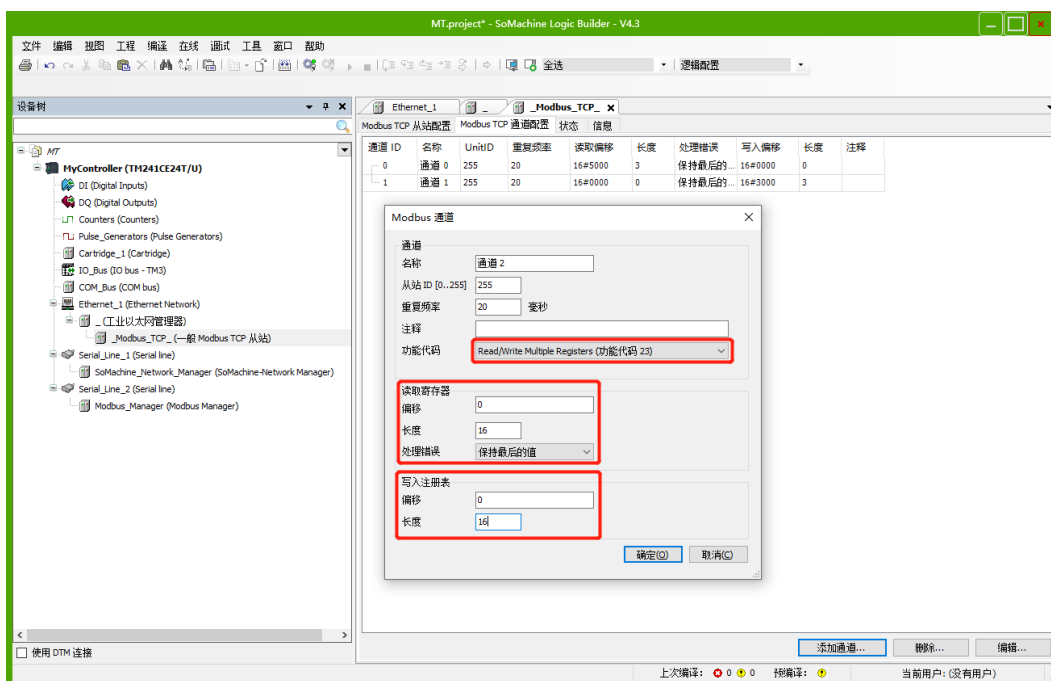 MT.project* - SoMachine Logic Builder - V4.3
文件 编辑 视图 工程 编译 在线 调试 工具 窗口 帮助
全选 逻辑配置
设备树
Ethernet_1 _ _Modbus_TCP_ x
Modbus TCP 从站配置 Modbus TCP 通道配置 状态 信息
MT
MyController (TM241CE24T/U)
DI (Digital Inputs)
DQ (Digital Outputs)
Counters (Counters)
Pulse_Generators (Pulse Generators)
Cartridge_1 (Cartridge)
IO_Bus (IO bus - TM3)
COM_Bus (COM bus)
Ethernet_1 (Ethernet Network)
_ (工业以太网管理器)
_Modbus_TCP_ (一般 Modbus TCP 从站)
Serial_Line_1 (Serial line)
SoMachine_Network_Manager (SoMachine-Network Manager)
Serial_Line_2 (Serial line)
Modbus_Manager (Modbus Manager)
使用 DTM 连接
通道 ID 名称 UnitID 重复频率 读取偏移 长度 处理错误 写入偏移 长度 注释
0 通道 0 255 20 16#5000 3 保持最后的... 16#0000 0
1 通道 1 255 20 16#0000 0 保持最后的... 16#3000 3
Modbus 通道
通道
名称 通道 2
从站 ID [0..255] 255
重复频率 20 毫秒
注释
功能代码 Read/Write Multiple Registers (功能代码 23)
读取寄存器
偏移 0
长度 16
处理错误 保持最后的值
写入注册表
偏移 0
长度 16
确定(O) 取消(C)
添加通道... 删除... 编辑...
上次编译: 0 0 预编译: 当前用户: (没有用户)